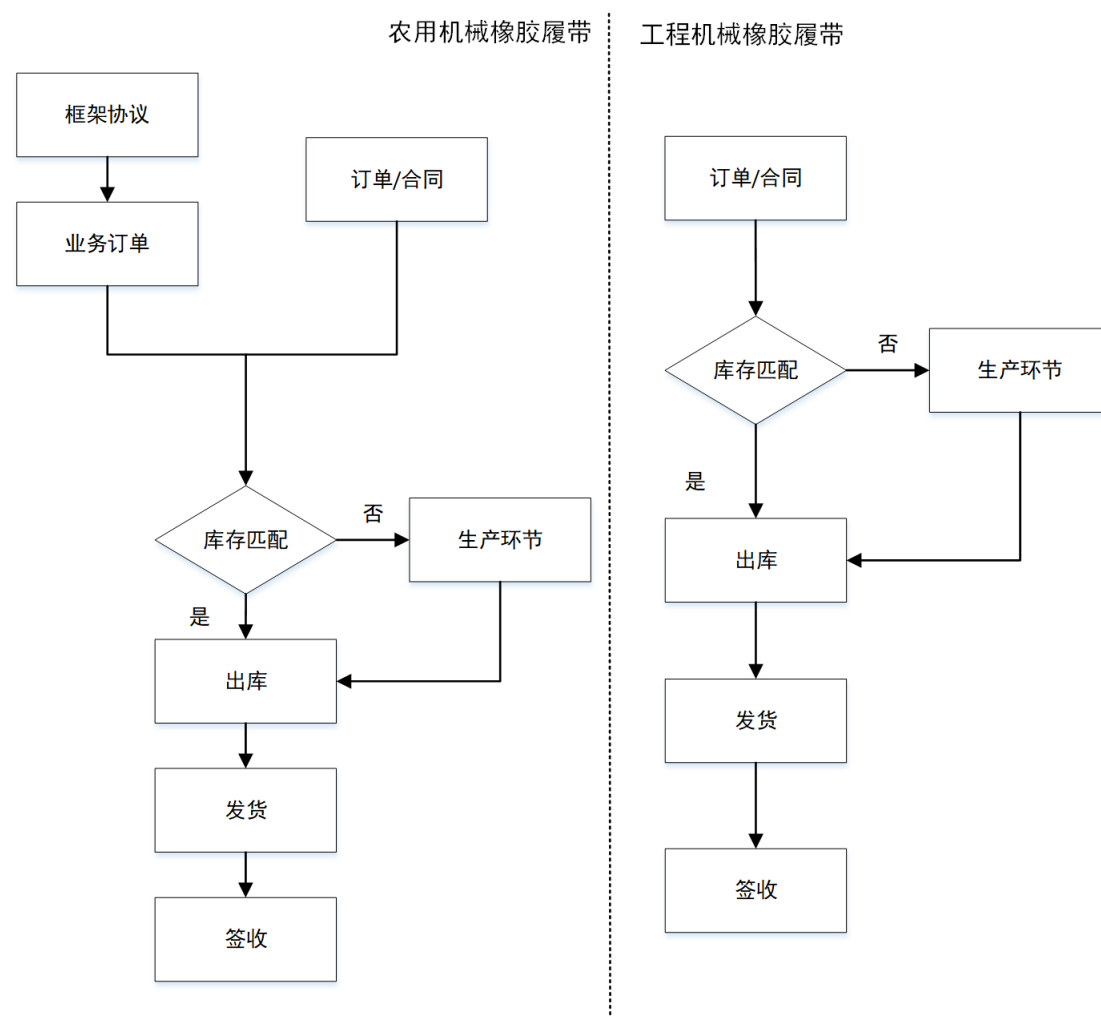 农用机械橡胶履带
框架协议
订单/合同
业务订单
库存匹配
否
生产环节
是
出库
发货
签收
工程机械橡胶履带
订单/合同
库存匹配
否
生产环节
是
出库
发货
签收